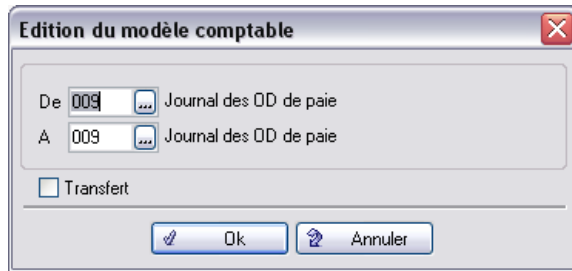 Edition du modèle comptable
De 009 ... Journal des OD de paie
A 009 ... Journal des OD de paie
Transfert
Ok Annuler